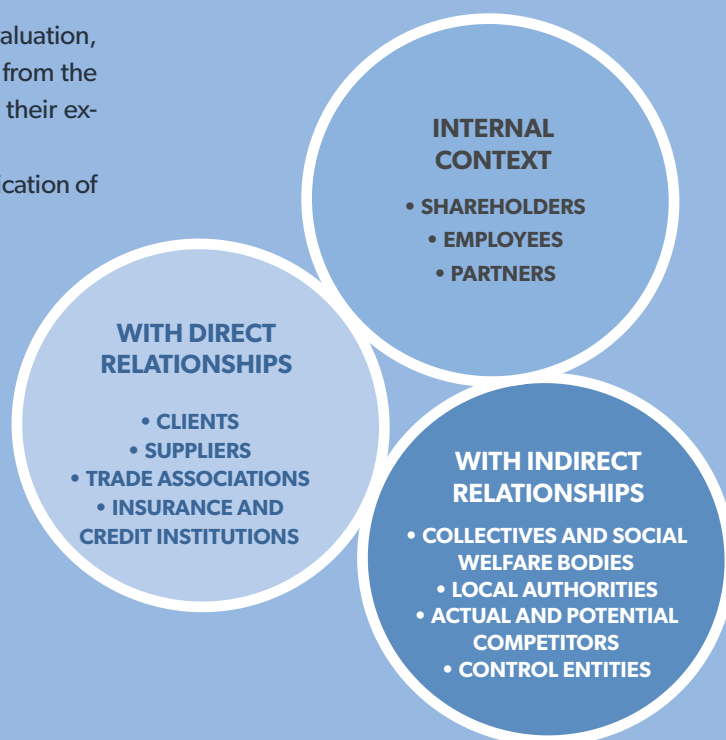 aluation,
from the
their ex-
ication of
INTERNAL
CONTEXT
• SHAREHOLDERS
• EMPLOYEES
• PARTNERS
WITH DIRECT
RELATIONSHIPS
• CLIENTS
• SUPPLIERS
• TRADE ASSOCIATIONS
• INSURANCE AND
CREDIT INSTITUTIONS
WITH INDIRECT
RELATIONSHIPS
• COLLECTIVES AND SOCIAL
WELFARE BODIES
• LOCAL AUTHORITIES
• ACTUAL AND POTENTIAL
COMPETITORS
• CONTROL ENTITIES